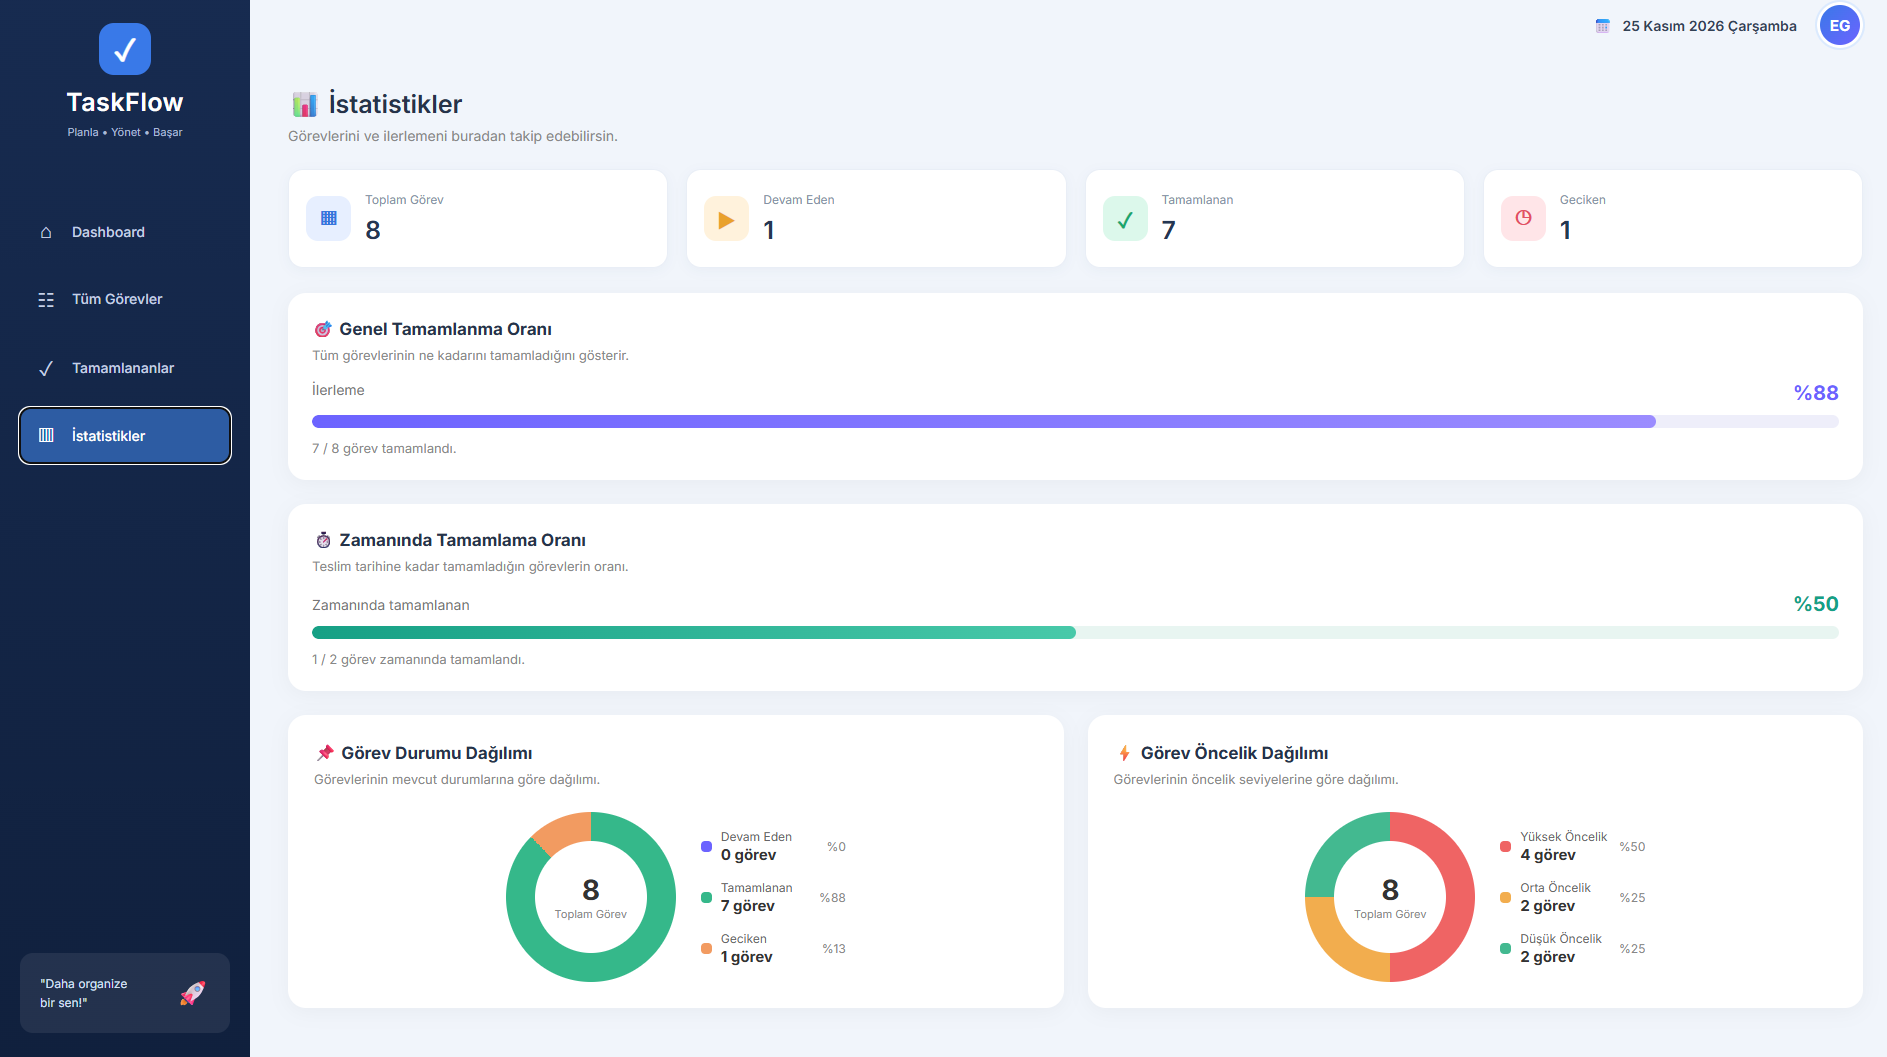 TaskFlow
Planla • Yönet • Başar
Dashboard
Tüm Görevler
Tamamlananlar
İstatistikler
"Daha organize
bir sen!"
25 Kasım 2026 Çarşamba
EG
İstatistikler
Görevlerini ve ilerlemeni buradan takip edebilirsin.
Toplam Görev
8
Devam Eden
1
Tamamlanan
7
Geciken
1
Genel Tamamlanma Oranı
Tüm görevlerinin ne kadarını tamamladığını gösterir.
İlerleme
%88
7 / 8 görev tamamlandı.
Zamanında Tamamlama Oranı
Teslim tarihine kadar tamamladığın görevlerin oranı.
Zamanında tamamlanan
%50
1 / 2 görev zamanında tamamlandı.
Görev Durumu Dağılımı
Görevlerinin mevcut durumlarına göre dağılımı.
8
Toplam Görev
Devam Eden
0 görev
%0
Tamamlanan
7 görev
%88
Geciken
1 görev
%13
Görev Öncelik Dağılımı
Görevlerinin öncelik seviyelerine göre dağılımı.
8
Toplam Görev
Yüksek Öncelik
4 görev
%50
Orta Öncelik
2 görev
%25
Düşük Öncelik
2 görev
%25